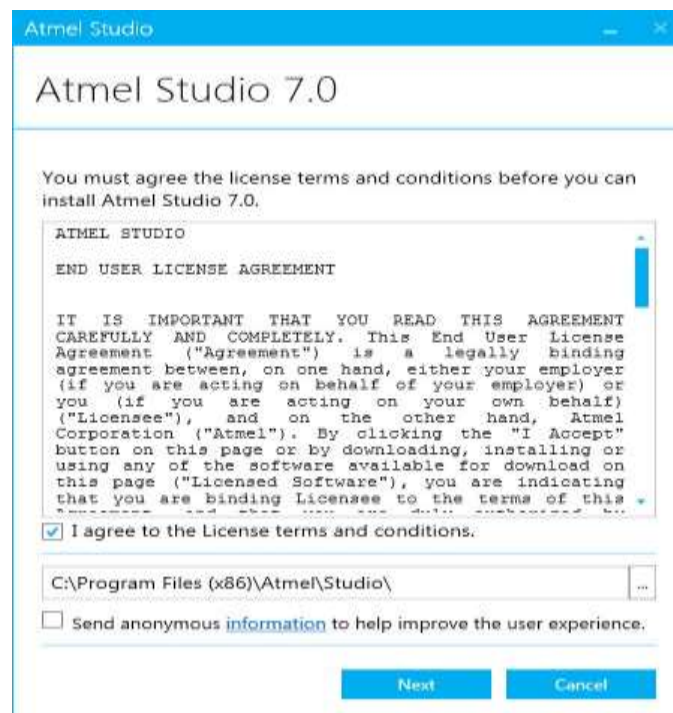 Atmel Studio
Atmel Studio 7.0
You must agree the license terms and conditions before you can
install Atmel Studio 7.0.
ATMEL STUDIO
END USER LICENSE AGREEMENT
IT IS IMPORTANT THAT YOU READ THIS AGREEMENT
CAREFULLY AND COMPLETELY. This End User License
Agreement ("Agreement") is a legally binding
agreement between, on one hand, either your employer
(if you are acting on behalf of your employer) or
you (if you are acting on your own behalf)
("Licensee"), and on the other hand, Atmel
Corporation ("Atmel"). By clicking the "I Accept"
button on this page or by downloading, installing or
using any of the software available for download on
this page ("Licensed Software"), you are indicating
that you are binding Licensee to the terms of this
I agree to the License terms and conditions.
C:\Program Files (x86)\Atmel\Studio\
...
Send anonymous information to help improve the user experience.
Next
Cancel